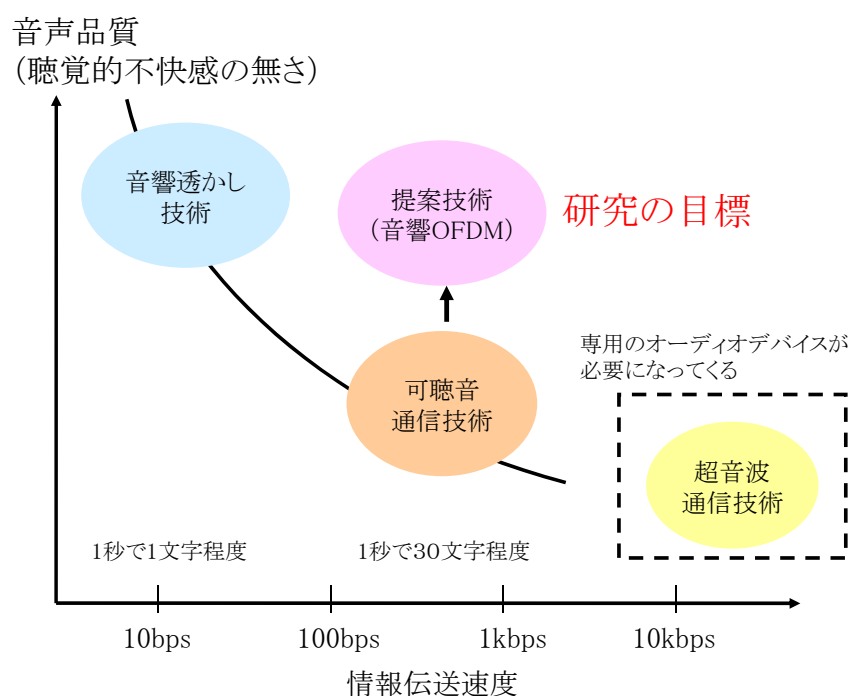 音声品質
（聴覚的不快感の無さ）
音響透かし
技術
提案技術
（音響OFDM）
研究の目標
専用のオーディオデバイスが
必要になってくる
可聴音
通信技術
超音波
通信技術
1秒で1文字程度
1秒で30文字程度
10bps
100bps
1kbps
10kbps
情報伝送速度